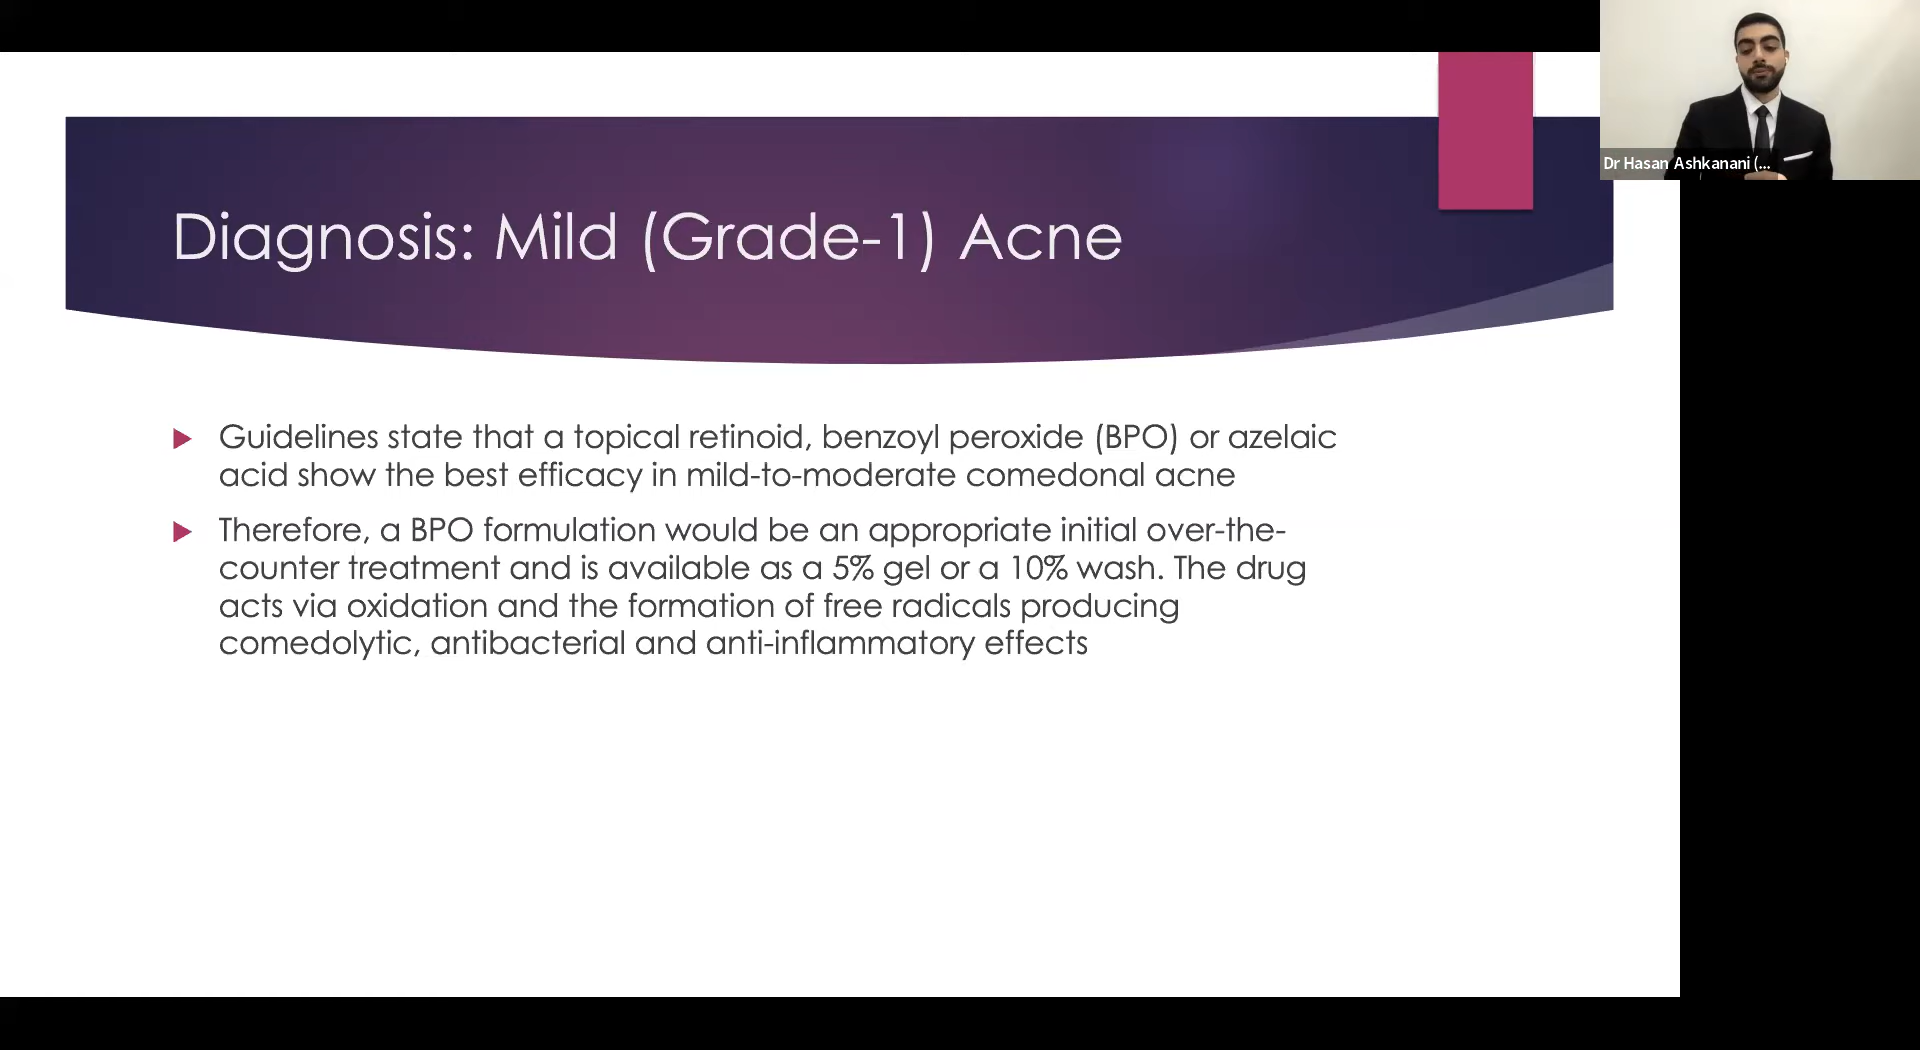 Dr Hasan Ashkanani (...
Diagnosis: Mild (Grade-1) Acne
Guidelines state that a topical retinoid, benzoyl peroxide (BPO) or azelaic
acid show the best efficacy in mild-to-moderate comedonal acne
Therefore, a BPO formulation would be an appropriate initial over-the-
counter treatment and is available as a 5% gel or a 10% wash. The drug
acts via oxidation and the formation of free radicals producing
comedolytic, antibacterial and anti-inflammatory effects